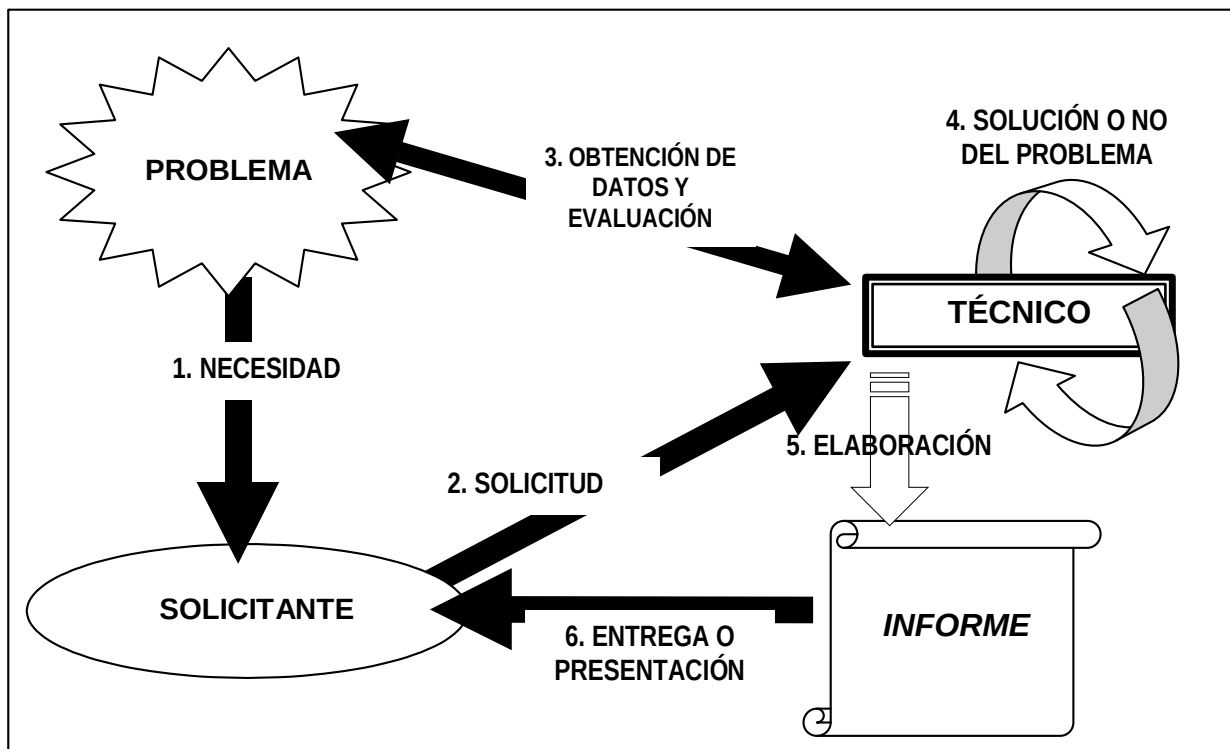 PROBLEMA
4. SOLUCIÓN O NO
DEL PROBLEMA
3. OBTENCIÓN DE
DATOS Y
EVALUACIÓN
TÉCNICO
1. NECESIDAD
5. ELABORACIÓN
2. SOLICITUD
SOLICITANTE
INFORME
6. ENTREGA O
PRESENTACIÓN